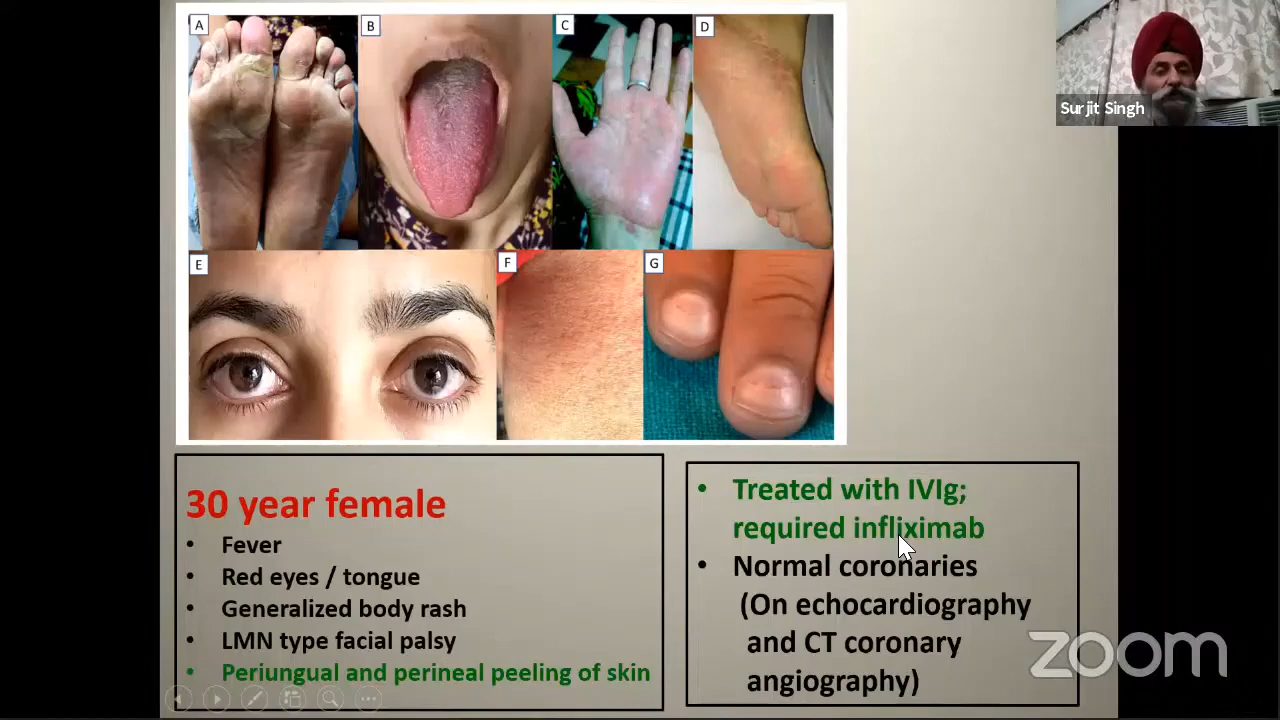 A
B
C
D
Surjit Singh
E
F
G
30 year female
• Fever
• Red eyes / tongue
• Generalized body rash
• LMN type facial palsy
• Periungual and perineal peeling of skin
• Treated with IVIg;
required infliximab
• Normal coronaries
(On echocardiography
and CT coronary
angiography)
zoom